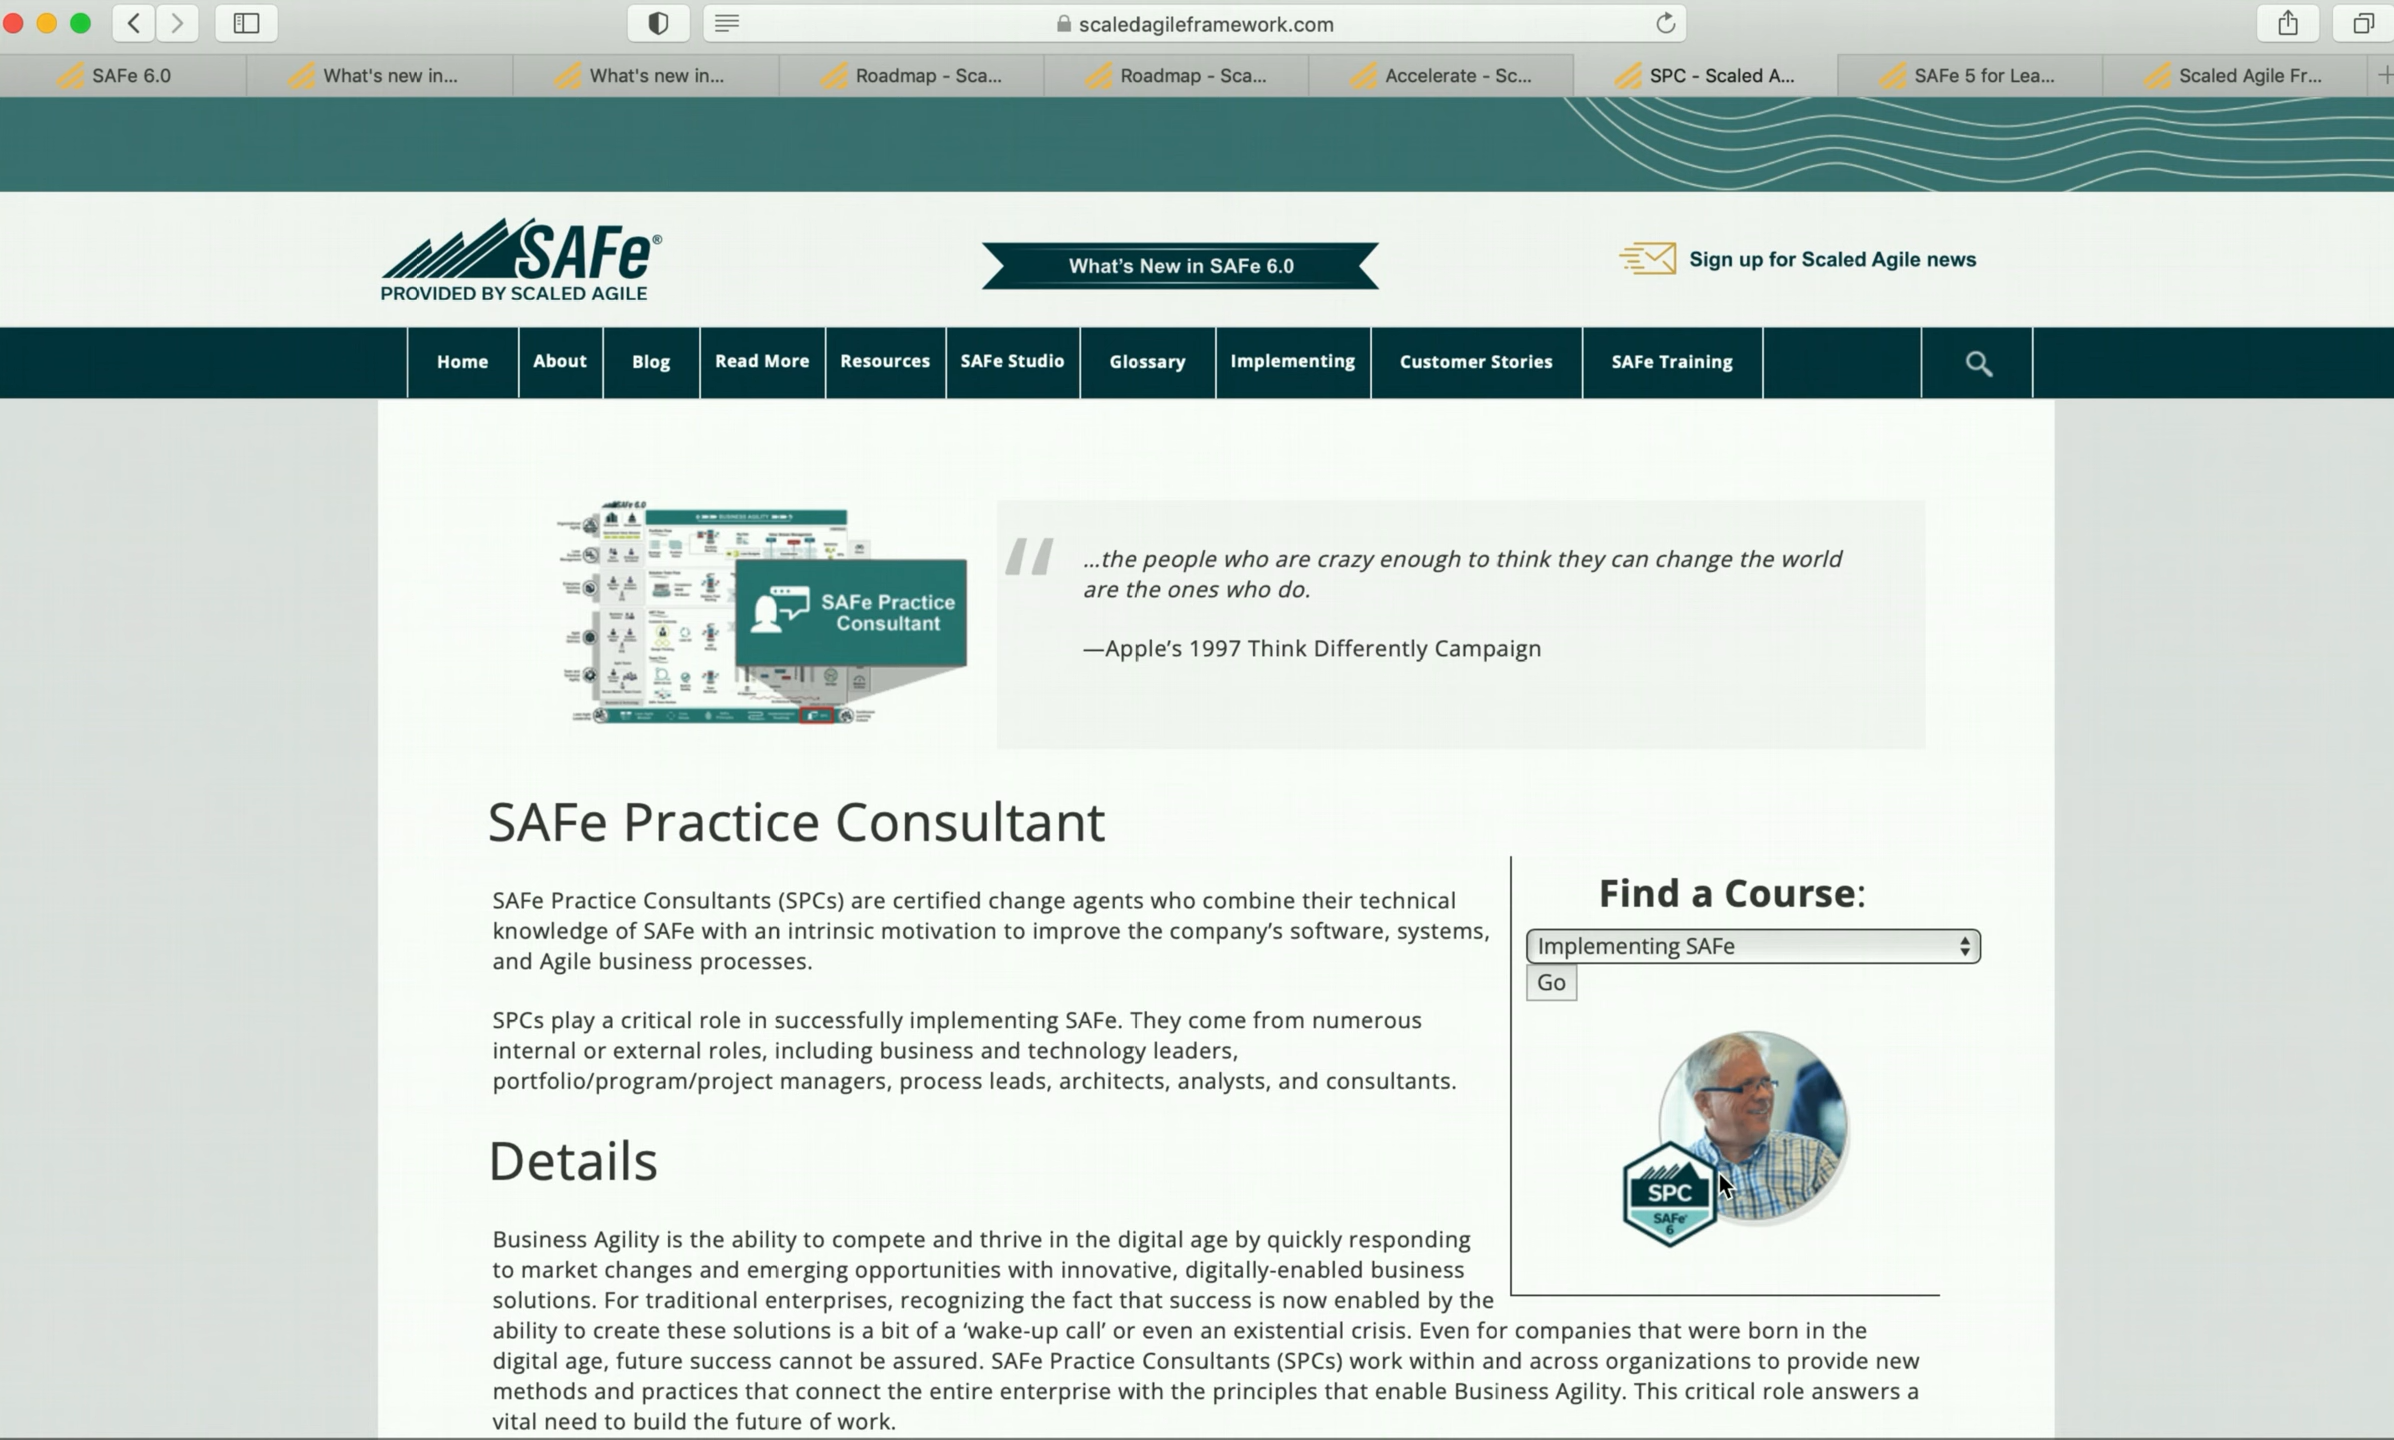 scaledagileframework.com
SAFe 6.0
What's new in...
What's new in...
Roadmap - Sca...
Roadmap - Sca...
Accelerate - Sc...
SPC - Scaled A...
SAFe 5 for Lea...
Scaled Agile Fr...
SAFe®
PROVIDED BY SCALED AGILE
What's New in SAFe 6.0
Sign up for Scaled Agile news
Home
About
Blog
Read More
Resources
SAFe Studio
Glossary
Implementing
Customer Stories
SAFe Training
SAFe 6.0
BUSINESS AGILITY
SAFe Practice
Consultant
“
...the people who are crazy enough to think they can change the world
are the ones who do.
—Apple’s 1997 Think Differently Campaign
SAFe Practice Consultant
SAFe Practice Consultants (SPCs) are certified change agents who combine their technical
knowledge of SAFe with an intrinsic motivation to improve the company’s software, systems,
and Agile business processes.
SPCs play a critical role in successfully implementing SAFe. They come from numerous
internal or external roles, including business and technology leaders,
portfolio/program/project managers, process leads, architects, analysts, and consultants.
Find a Course:
Implementing SAFe
Go
SPC
SAFe®
6
Details
Business Agility is the ability to compete and thrive in the digital age by quickly responding
to market changes and emerging opportunities with innovative, digitally-enabled business
solutions. For traditional enterprises, recognizing the fact that success is now enabled by the
ability to create these solutions is a bit of a ‘wake-up call’ or even an existential crisis. Even for companies that were born in the
digital age, future success cannot be assured. SAFe Practice Consultants (SPCs) work within and across organizations to provide new
methods and practices that connect the entire enterprise with the principles that enable Business Agility. This critical role answers a
vital need to build the future of work.